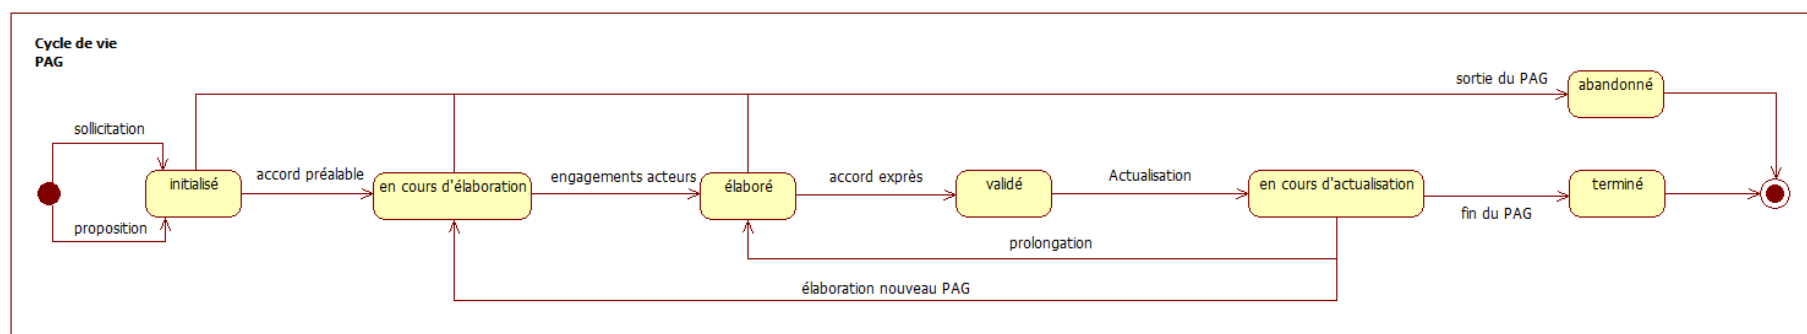 Cycle de vie
PAG
sortie du PAG
abandonné
sollicitation
initialisé
accord préalable
en cours d'élaboration
engagements acteurs
élaboré
accord exprès
validé
Actualisation
en cours d'actualisation
terminé
fin du PAG
proposition
prolongation
élaboration nouveau PAG